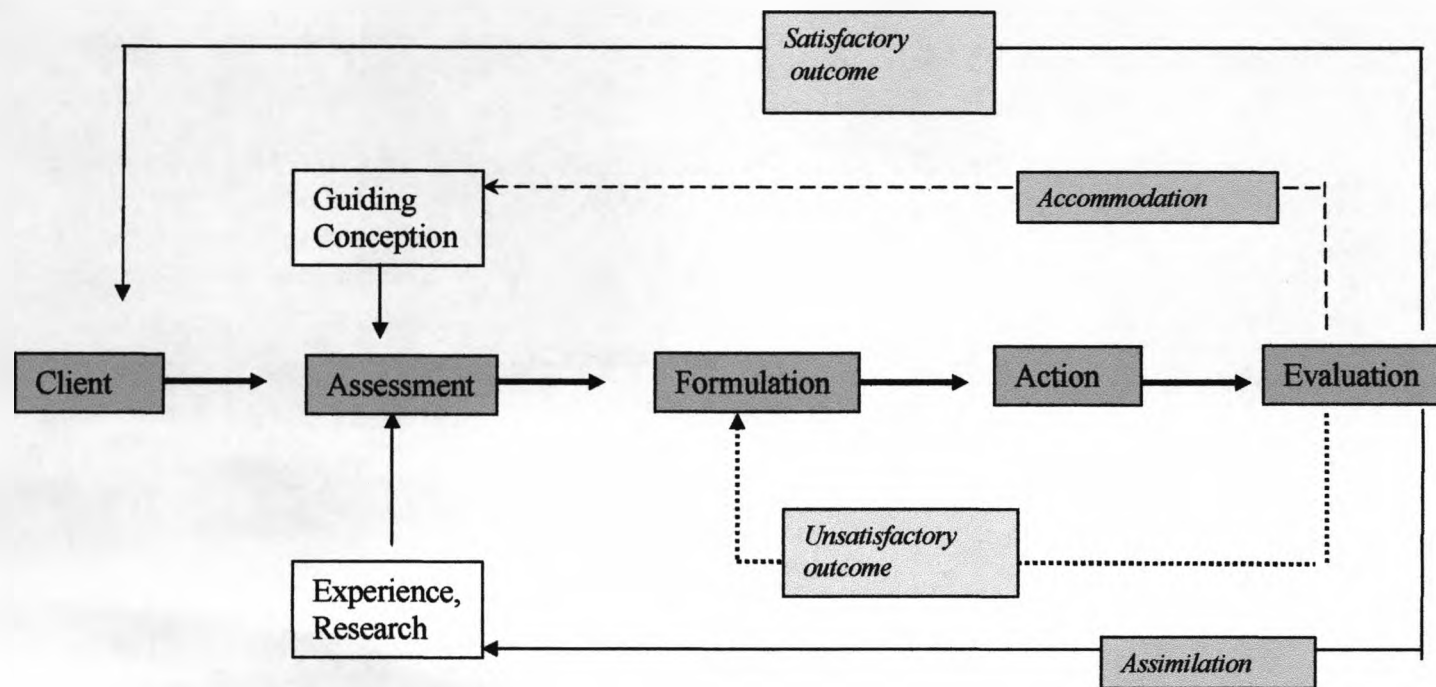 Satisfactory
outcome
Guiding
Conception
Accommodation
Client
Assessment
Formulation
Action
Evaluation
Unsatisfactory
outcome
Experience,
Research
Assimilation